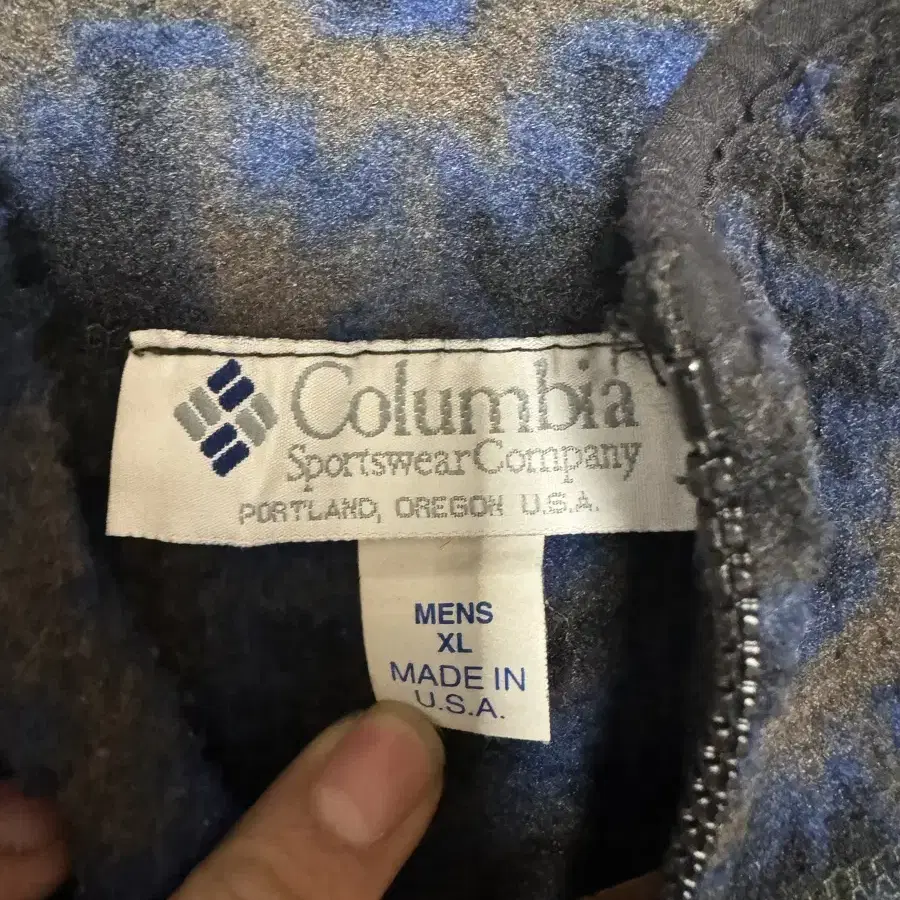 Columbia
Sportswear Company
PORTLAND, OREGON U.S.A.
MENS
XL
MADE IN
U.S.A.